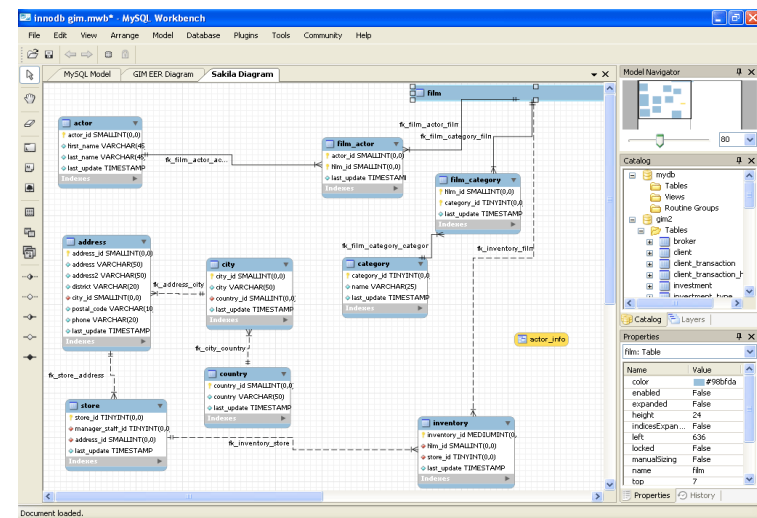 innodb gim.mwb* - MySQL Workbench
File Edit View Arrange Model Database Plugins Tools Community Help
MySQL Model GIM EER Diagram Sakila Diagram
film
actor
actor_id SMALLINT(0,0)
first_name VARCHAR(45
last_name VARCHAR(45
last_update TIMESTAMP
Indexes
fk_film_actor_ac...
film_actor
actor_id SMALLINT(0,0)
film_id SMALLINT(0,0)
last_update TIMESTAMI
Indexes
fk_film_actor_film
fk_film_category_film
film_category
film_id SMALLINT(0,0)
category_id TINYINT(0,0)
last_update TIMESTAMP
Indexes
fk_film_category_categor
fk_inventory_film
address
address_id SMALLINT(0,0)
address VARCHAR(50)
address2 VARCHAR(50)
district VARCHAR(20)
city_id SMALLINT(0,0)
postal_code VARCHAR(10
phone VARCHAR(20)
last_update TIMESTAMP
Indexes
fk_address_city
city
city_id SMALLINT(0,0)
city VARCHAR(50)
country_id SMALLINT(0,0)
last_update TIMESTAMP
Indexes
category
category_id TINYINT(0,0)
name VARCHAR(25)
last_update TIMESTAMP
Indexes
actor_info
fk_city_country
country
country_id SMALLINT(0,0)
country VARCHAR(50)
last_update TIMESTAMP
Indexes
fk_store_address
store
store_id TINYINT(0,0)
manager_staff_id TINYINT(0,0)
address_id SMALLINT(0,0)
last_update TIMESTAMP
Indexes
fk_inventory_store
inventory
inventory_id MEDIUMINT(0,
film_id SMALLINT(0,0)
store_id TINYINT(0,0)
last_update TIMESTAMP
Indexes
Model Navigator
80
Catalog
mydb
Tables
Views
Routine Groups
gim2
Tables
broker
client
client_transaction
client_transaction_h
investment
investment_type
Catalog Layers
Properties
film: Table
Name Value
color #98bfda
enabled False
expanded False
height 24
indicesExpan... False
left 636
locked False
manualSizing False
name film
top 7
Properties History
Document loaded.